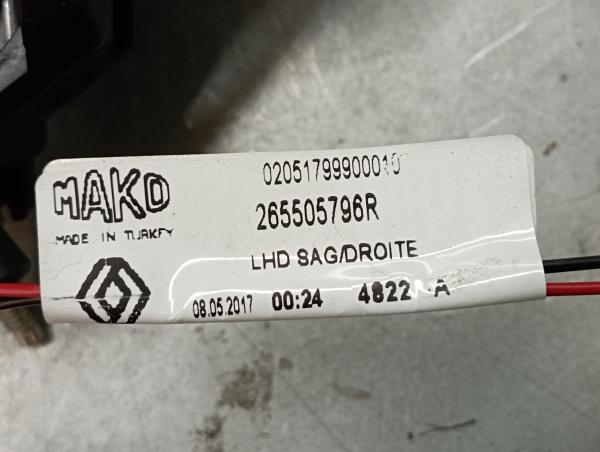 MAKO
MADE IN TURKEY
02051799900010
265505796R
LHD SAG/DROITE
08.05.2017 00:24 4822 A